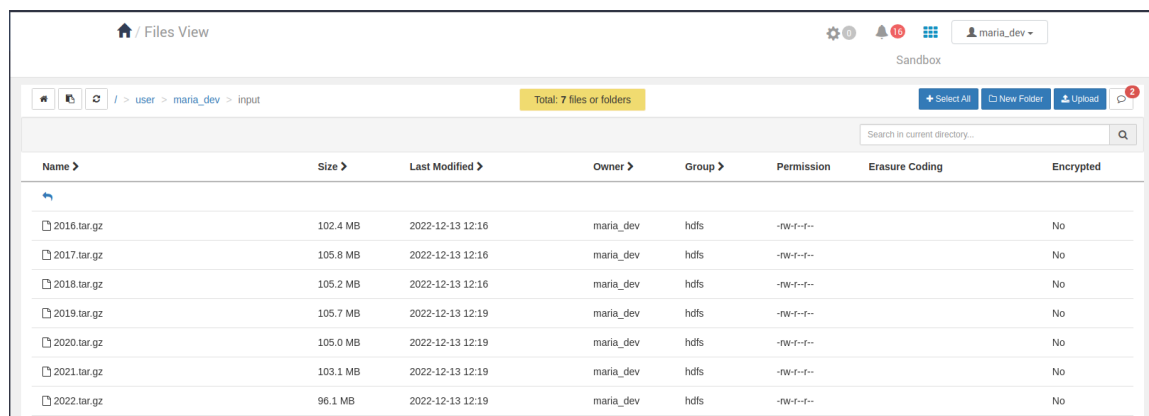 / Files View
0
16
maria_dev
Sandbox
/ > user > maria_dev > input
Total: 7 files or folders
+ Select All
New Folder
Upload
2
Search in current directory...
Name Size Last Modified Owner Group Permission Erasure Coding Encrypted
2016.tar.gz 102.4 MB 2022-12-13 12:16 maria_dev hdfs -rw-r--r-- No
2017.tar.gz 105.8 MB 2022-12-13 12:16 maria_dev hdfs -rw-r--r-- No
2018.tar.gz 105.2 MB 2022-12-13 12:16 maria_dev hdfs -rw-r--r-- No
2019.tar.gz 105.7 MB 2022-12-13 12:19 maria_dev hdfs -rw-r--r-- No
2020.tar.gz 105.0 MB 2022-12-13 12:19 maria_dev hdfs -rw-r--r-- No
2021.tar.gz 103.1 MB 2022-12-13 12:19 maria_dev hdfs -rw-r--r-- No
2022.tar.gz 96.1 MB 2022-12-13 12:19 maria_dev hdfs -rw-r--r-- No